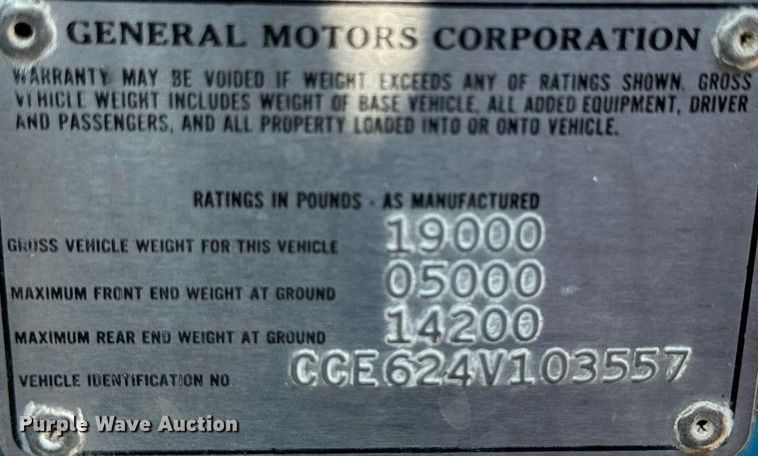 GENERAL MOTORS CORPORATION
WARRANTY MAY BE VOIDED IF WEIGHT EXCEEDS ANY OF RATINGS SHOWN. GROSS
VEHICLE WEIGHT INCLUDES WEIGHT OF BASE VEHICLE, ALL ADDED EQUIPMENT, DRIVER
AND PASSENGERS, AND ALL PROPERTY LOADED INTO OR ONTO VEHICLE.
RATINGS IN POUNDS - AS MANUFACTURED
GROSS VEHICLE WEIGHT FOR THIS VEHICLE 19000
MAXIMUM FRONT END WEIGHT AT GROUND 05000
MAXIMUM REAR END WEIGHT AT GROUND 14200
VEHICLE IDENTIFICATION NO. CCE624V103557
Purple Wave Auction